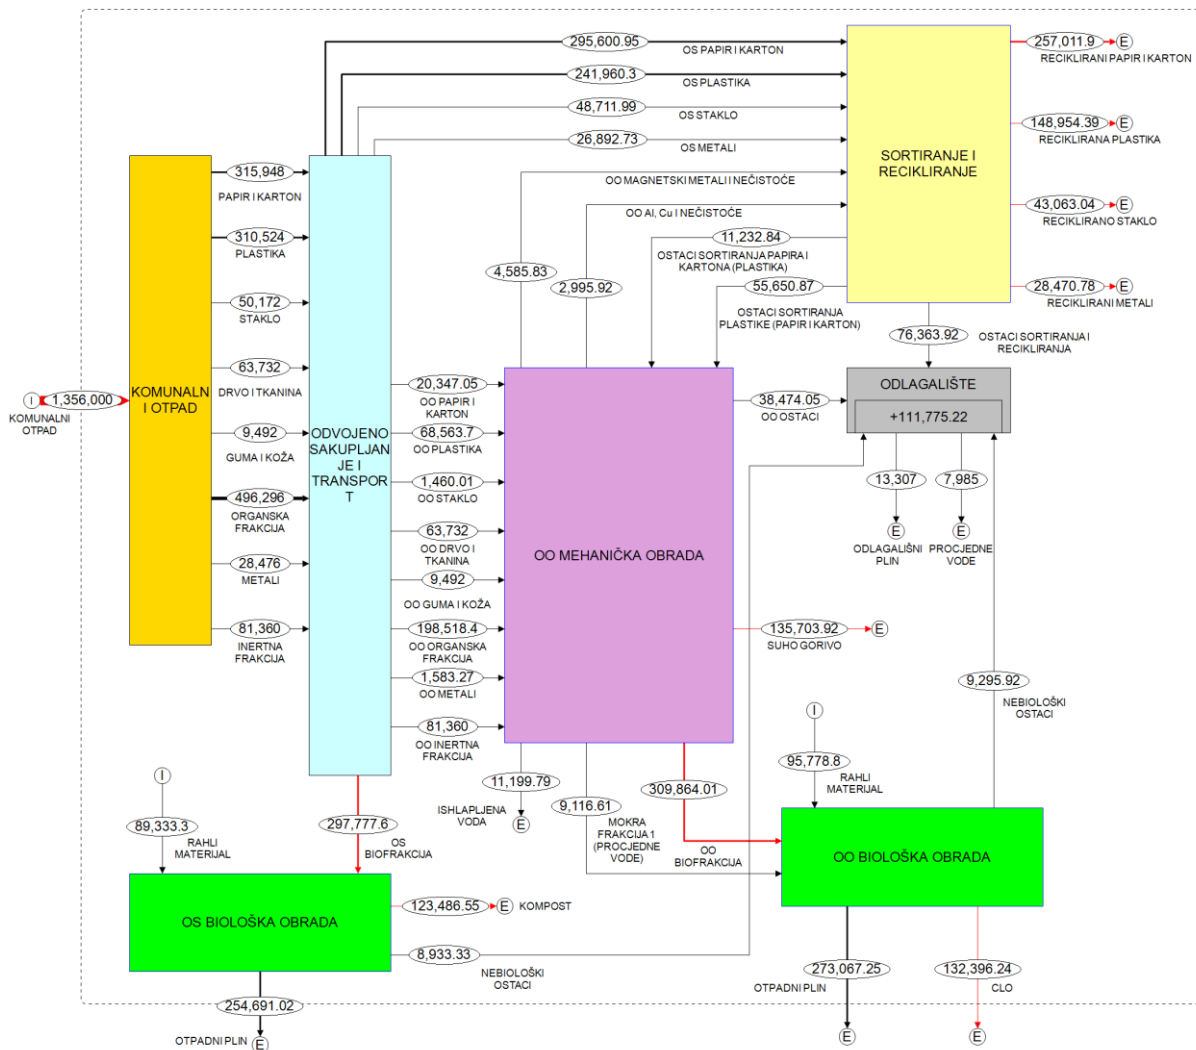 295,600.95
OS PAPIR I KARTON
241,960.3
OS PLASTIKA
48,711.99
OS STAKLO
26,892.73
OS METALI
OO MAGNETSKI METALI I NEČISTOĆE
4,585.83
OO Al, Cu I NEČISTOĆE
2,995.92
11,232.84
OSTACI SORTIRANJA PAPIRA I
KARTONA (PLASTIKA)
55,650.87
OSTACI SORTIRANJA
PLASTIKE (PAPIR I KARTON)
SORTIRANJE I
RECIKLIRANJE
257,011.9
E
RECIKLIRANI PAPIR I KARTON
148,954.39
E
RECIKLIRANA PLASTIKA
43,063.04
E
RECIKLIRANO STAKLO
28,470.78
E
RECIKLIRANI METALI
76,363.92
OSTACI SORTIRANJA I
RECIKLIRANJA
I
1,356,000
KOMUNALNI
OTPAD
KOMUNALN
I OTPAD
315,948
PAPIR I KARTON
310,524
PLASTIKA
50,172
STAKLO
63,732
DRVO I TKANINA
9,492
GUMA I KOŽA
496,296
ORGANSKA
FRAKCIJA
28,476
METALI
81,360
INERTNA
FRAKCIJA
ODVOJENO
SAKUPLJAN
JE I
TRANSPOR
T
20,347.05
OO PAPIR I
KARTON
68,563.7
OO PLASTIKA
1,460.01
OO STAKLO
63,732
OO DRVO I
TKANINA
9,492
OO GUMA I KOŽA
198,518.4
OO ORGANSKA
FRAKCIJA
1,583.27
OO METALI
81,360
OO INERTNA
FRAKCIJA
OO MEHANIČKA OBRADA
38,474.05
OO OSTACI
ODLAGALIŠTE
+111,775.22
13,307
E
ODLAGALIŠNI
PLIN
7,985
E
PROCJEDNE
VODE
135,703.92
E
SUHO GORIVO
9,295.92
NEBIOLOŠKI
OSTACI
11,199.79
ISHLAPLJENA
VODA
E
9,116.61
MOKRA
FRAKCIJA 1
(PROCJEDNE
VODE)
309,864.01
OO
BIOFRAKCIJA
I
95,778.8
RAHLI
MATERIJAL
OO BIOLOŠKA OBRADA
I
89,333.3
RAHLI
MATERIJAL
297,777.6
OS
BIOFRAKCIJA
OS BIOLOŠKA OBRADA
123,486.55
E
KOMPOST
8,933.33
NEBIOLOŠKI
OSTACI
254,691.02
OTPADNI PLIN
E
273,067.25
OTPADNI PLIN
E
132,396.24
CLO
E